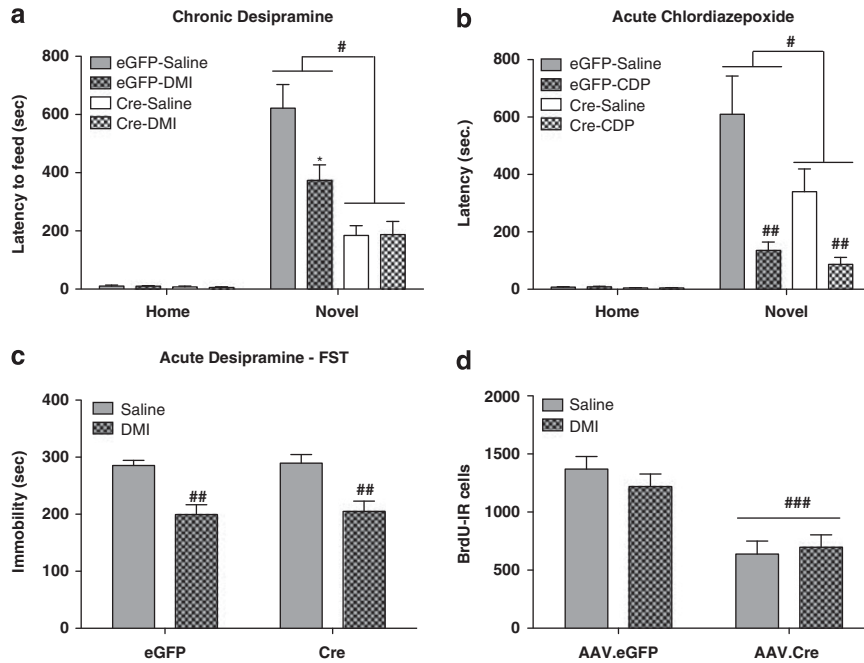 a
Chronic Desipramine
Latency to feed (sec)
800
600
400
200
0
eGFP-Saline
eGFP-DMI
Cre-Saline
Cre-DMI
#
*
Home
Novel
b
Acute Chlordiazepoxide
Latency (sec.)
800
600
400
200
0
eGFP-Saline
eGFP-CDP
Cre-Saline
Cre-CDP
#
##
##
Home
Novel
c
Acute Desipramine - FST
Immobility (sec)
400
300
200
100
0
Saline
DMI
##
##
eGFP
Cre
d
BrdU-IR cells
2000
1500
1000
500
0
Saline
DMI
###
AAV.eGFP
AAV.Cre